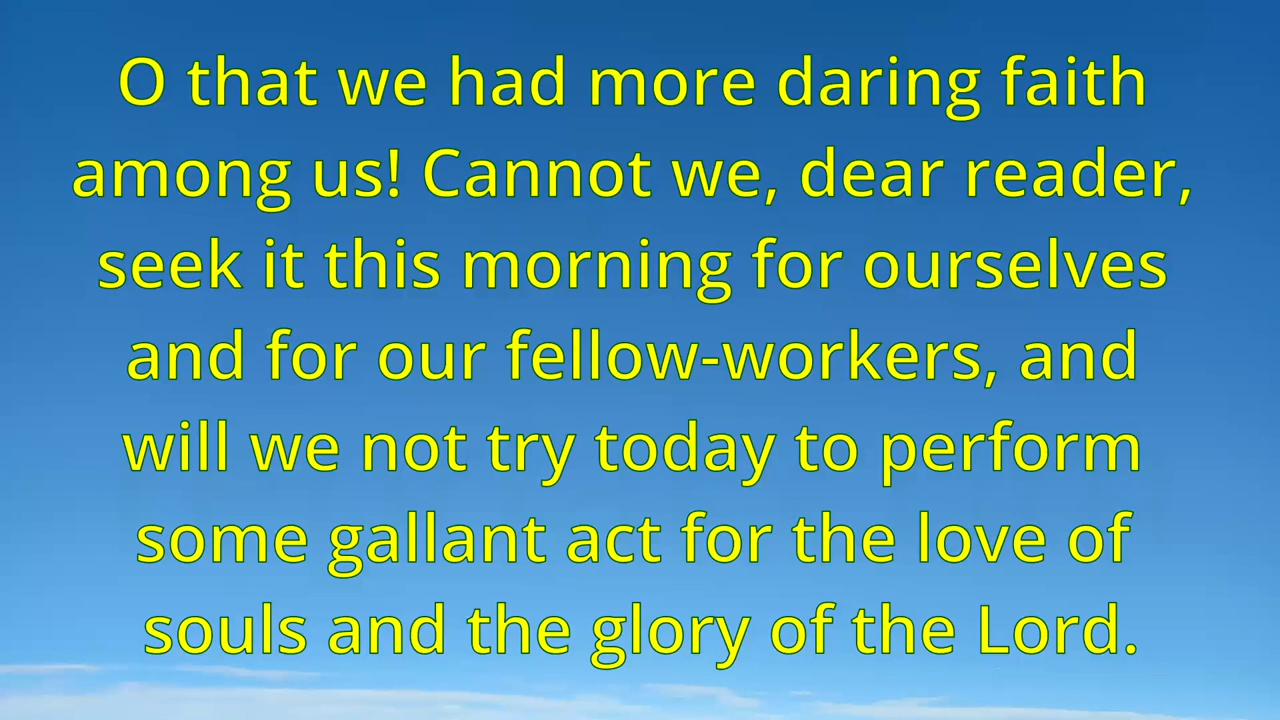 O that we had more daring faith
among us! Cannot we, dear reader,
seek it this morning for ourselves
and for our fellow-workers, and
will we not try today to perform
some gallant act for the love of
souls and the glory of the Lord.